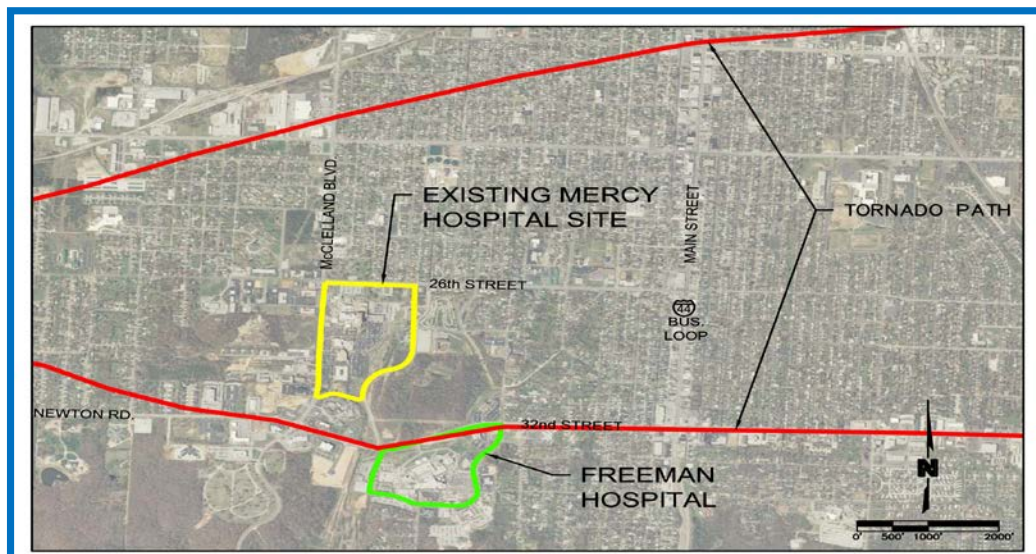 McCLELLAND BLVD.
EXISTING MERCY
HOSPITAL SITE
MAIN STREET
TORNADO PATH
26th STREET
44
BUS.
LOOP
NEWTON RD.
32nd STREET
FREEMAN
HOSPITAL
N
0' 500' 1000' 2000'